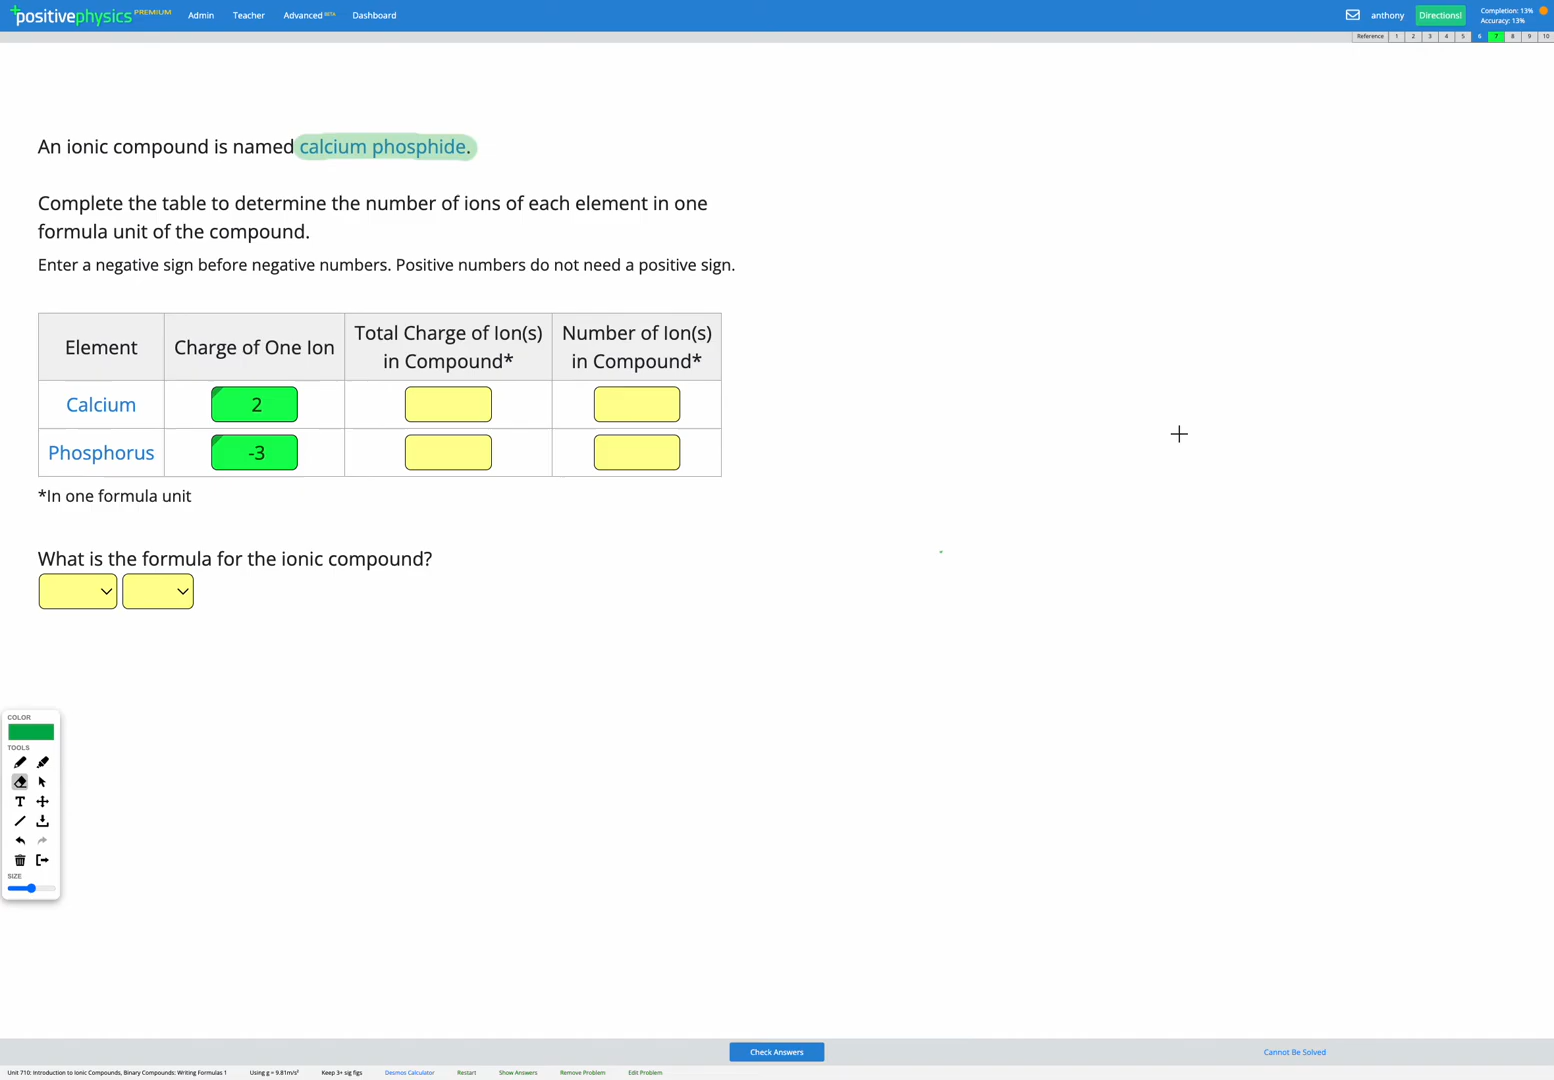 positivephysics PREMIUM Admin Teacher Advanced BETA Dashboard anthony Directions! Completion: 13%
Accuracy: 13%
Reference 1 2 3 4 5 6 7 8 9 10
An ionic compound is named calcium phosphide.
Complete the table to determine the number of ions of each element in one
formula unit of the compound.
Enter a negative sign before negative numbers. Positive numbers do not need a positive sign.
Element Charge of One Ion Total Charge of Ion(s) in Compound* Number of Ion(s) in Compound*
Calcium 2
Phosphorus -3
*In one formula unit
What is the formula for the ionic compound?
COLOR
TOOLS
T
SIZE
Check Answers Cannot Be Solved
Unit 710: Introduction to Ionic Compounds, Binary Compounds: Writing Formulas 1 Using g = 9.81m/s² Keep 3+ sig figs Desmos Calculator Restart Show Answers Remove Problem Edit Problem